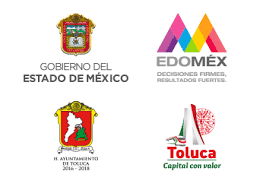 GOBIERNO DEL
ESTADO DE MÉXICO
EDOMÉX
DECISIONES FIRMES,
RESULTADOS FUERTES.
H. AYUNTAMIENTO
DE TOLUCA
2016 - 2018
Toluca
Capital con valor